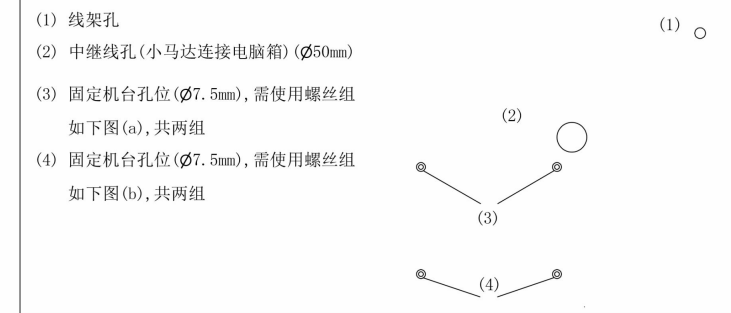 (1) 线架孔
(2) 中继线孔(小马达连接电脑箱)(Ø50mm)
(3) 固定机台孔位(Ø7.5mm),需使用螺丝组
如下图(a),共两组
(4) 固定机台孔位(Ø7.5mm),需使用螺丝组
如下图(b),共两组
(1)
(2)
(3)
(4)